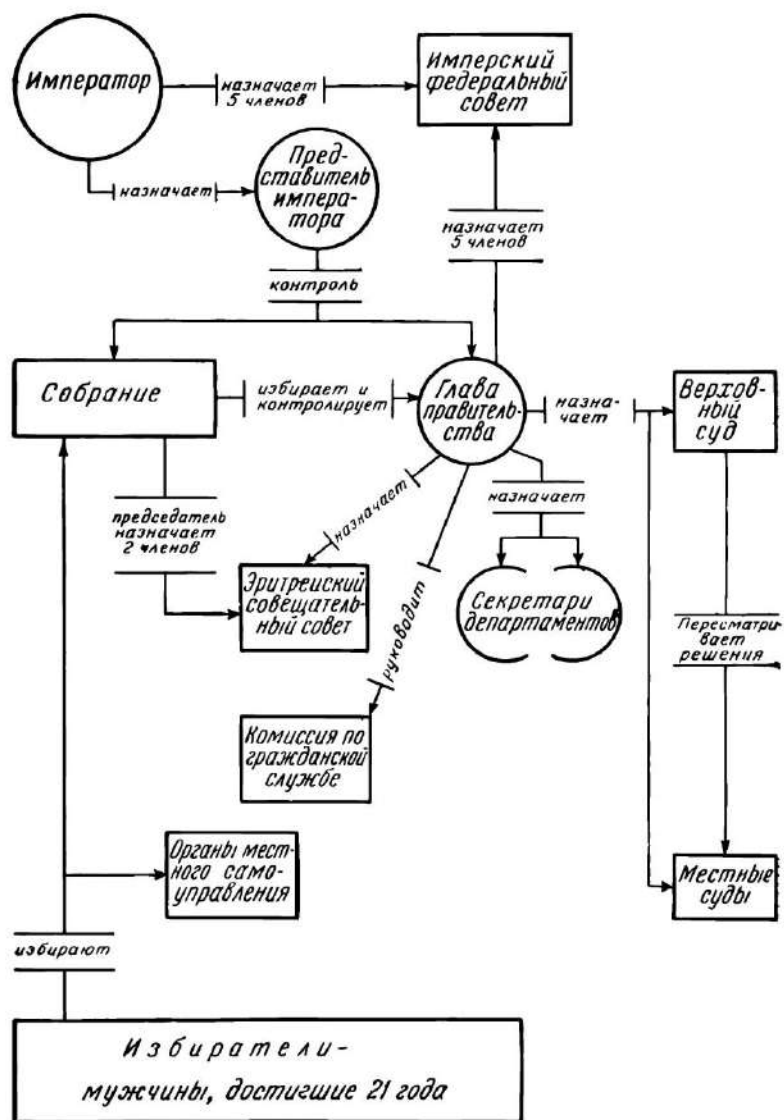 Император
назначает
5 членов
Имперский
федеральный
совет
назначает
Пред-
ставитель
импера-
тора
назначает
5 членов
контроль
Собрание
избирает и
контролирует
Глава
правитель-
ства
назна-
чает
Верхов-
ный
суд
председатель
назначает
2 членов
назначает
назначает
Эритрейский
совещатель-
ный совет
Секретари
департаментов
руководит
Пересматри-
вает
решения
Комиссия по
гражданской
службе
Органы мест-
ного само-
управления
Местные
суды
избирают
Избиратели-
мужчины, достигшие 21 года